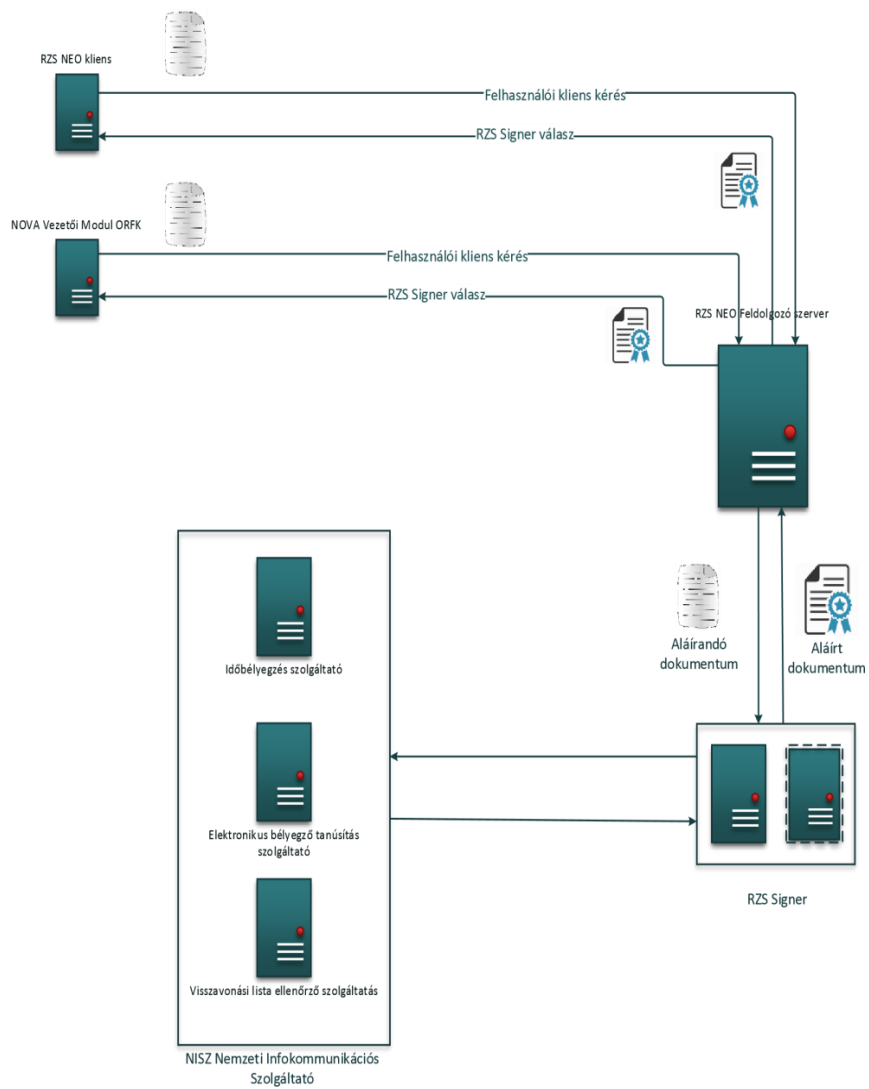 RZS NEO kliens
Felhasználói kliens kérés
RZS Signer válasz
NOVA Vezetői Modul ORFK
Felhasználói kliens kérés
RZS Signer válasz
RZS NEO Feldolgozó szerver
Időbélyegzés szolgáltató
Aláírandó
dokumentum
Aláírt
dokumentum
Elektronikus bélyegző tanúsítás
szolgáltató
RZS Signer
Visszavonási lista ellenőrző szolgáltatás
NISZ Nemzeti Infokommunikációs
Szolgáltató